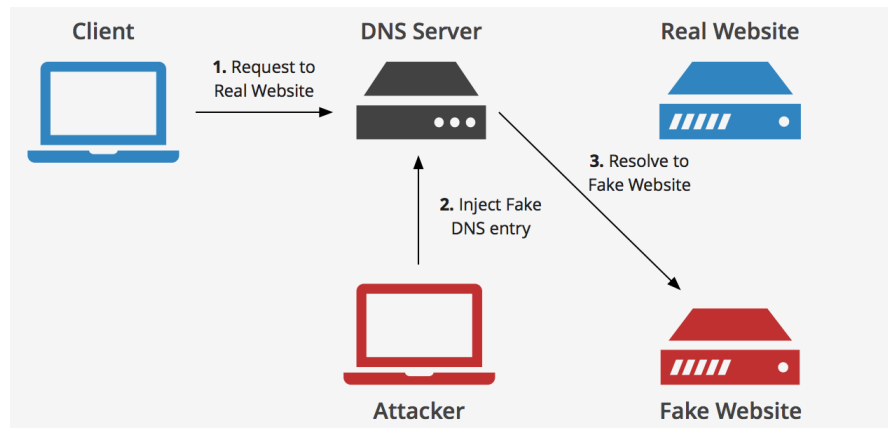 Client
DNS Server
Real Website
1. Request to
Real Website
3. Resolve to
Fake Website
2. Inject Fake
DNS entry
Attacker
Fake Website